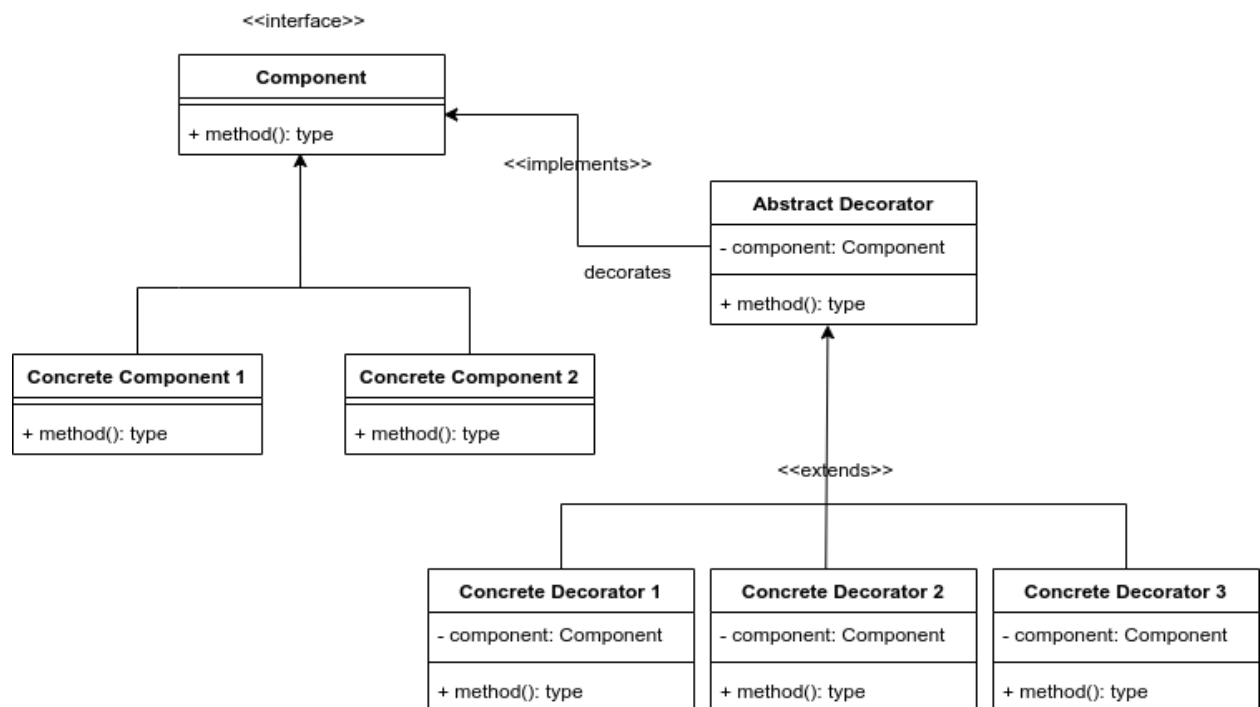 <<interface>>
Component
+ method(): type
<<implements>>
Abstract Decorator
- component: Component
+ method(): type
decorates
Concrete Component 1
+ method(): type
Concrete Component 2
+ method(): type
<<extends>>
Concrete Decorator 1
- component: Component
+ method(): type
Concrete Decorator 2
- component: Component
+ method(): type
Concrete Decorator 3
- component: Component
+ method(): type